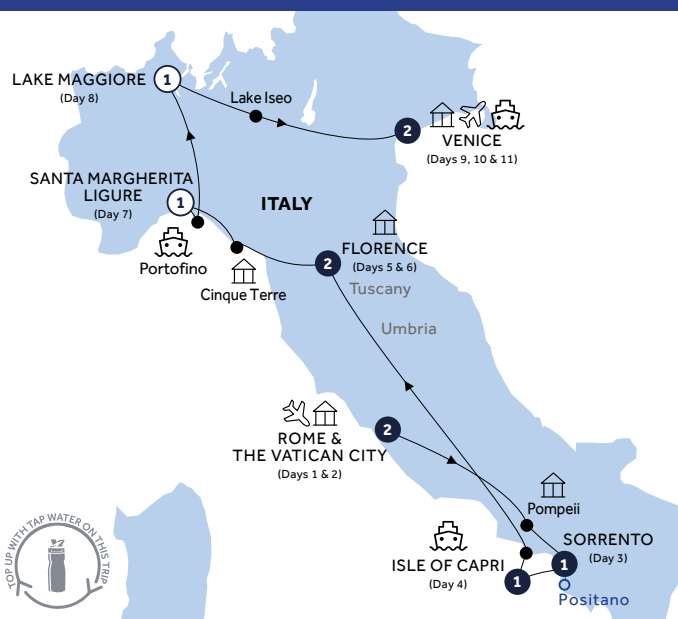 LAKE MAGGIORE
1
(Day 8)
Lake Iseo
2
VENICE
(Days 9, 10 & 11)
SANTA MARGHERITA
LIGURE
1
(Day 7)
ITALY
Portofino
Cinque Terre
FLORENCE
2
(Days 5 & 6)
Tuscany
Umbria
2
ROME &
THE VATICAN CITY
(Days 1 & 2)
Pompeii
SORRENTO
1
(Day 3)
ISLE OF CAPRI
1
(Day 4)
Positano
TOP UP WITH TAP WATER ON THIS TRIP